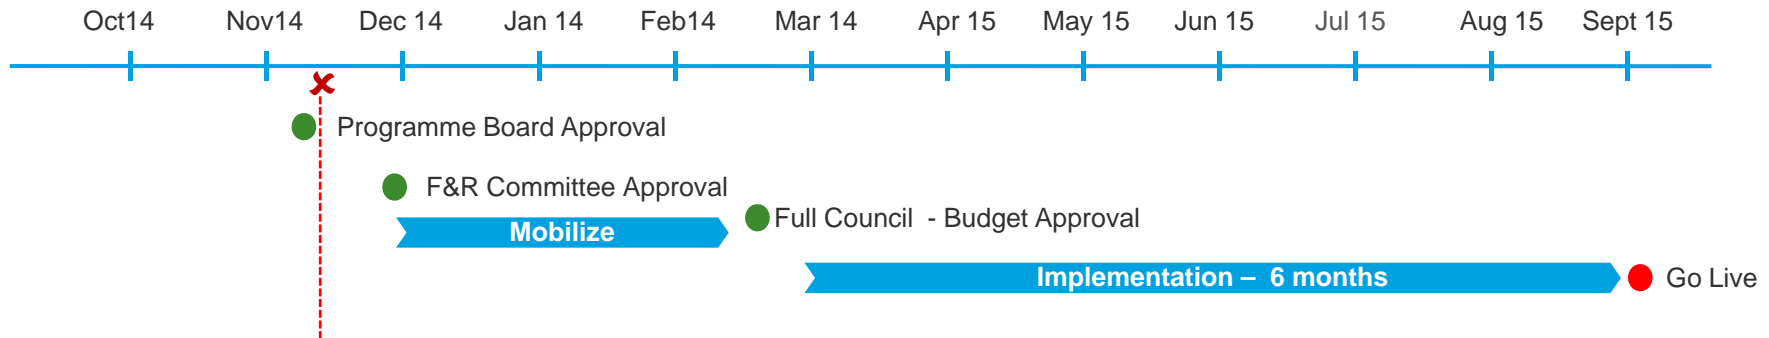 Oct14 Nov14 Dec 14 Jan 14 Feb14 Mar 14 Apr 15 May 15 Jun 15 Jul 15 Aug 15 Sept 15
Programme Board Approval
F&R Committee Approval
Full Council - Budget Approval
Mobilize
Implementation – 6 months
Go Live